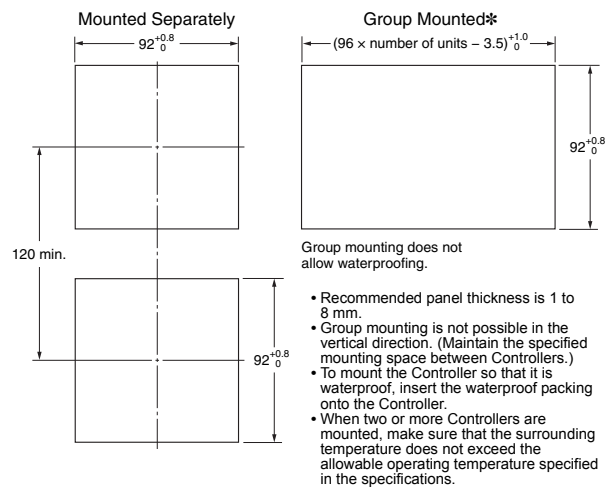 Mounted Separately
92 +0.8 0
120 min.
92 +0.8 0
Group Mounted*
(96 × number of units − 3.5) +1.0 0
92 +0.8 0
Group mounting does not
allow waterproofing.
• Recommended panel thickness is 1 to
8 mm.
• Group mounting is not possible in the
vertical direction. (Maintain the specified
mounting space between Controllers.)
• To mount the Controller so that it is
waterproof, insert the waterproof packing
onto the Controller.
• When two or more Controllers are
mounted, make sure that the surrounding
temperature does not exceed the
allowable operating temperature specified
in the specifications.